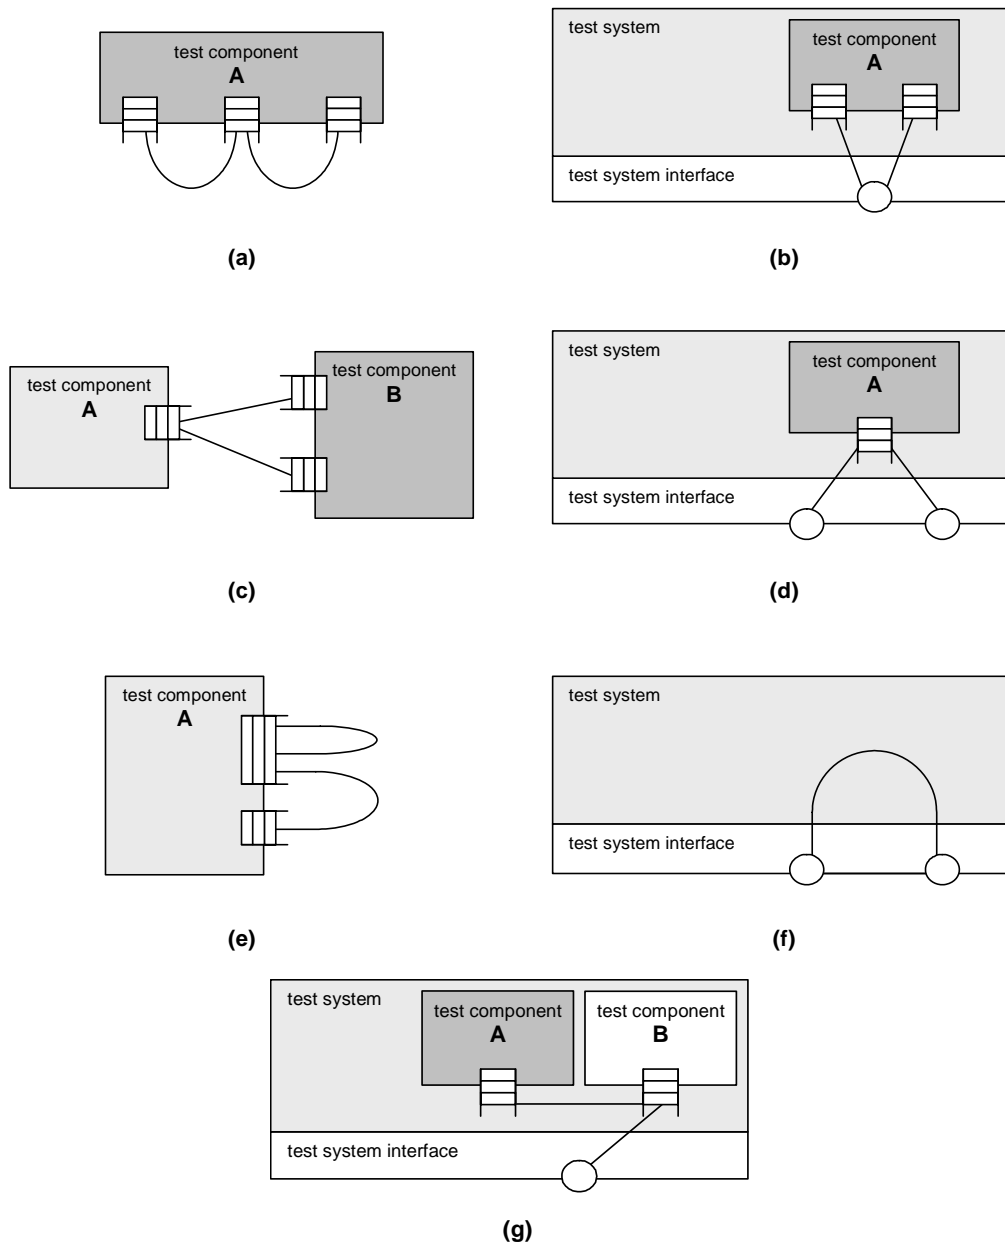 test component
A
test system
test component
A
test system interface
(a)
(b)
test component
A
test component
B
test system
test component
A
test system interface
(c)
(d)
test component
A
test system
test system interface
(e)
(f)
test system
test component
A
test component
B
test system interface
(g)